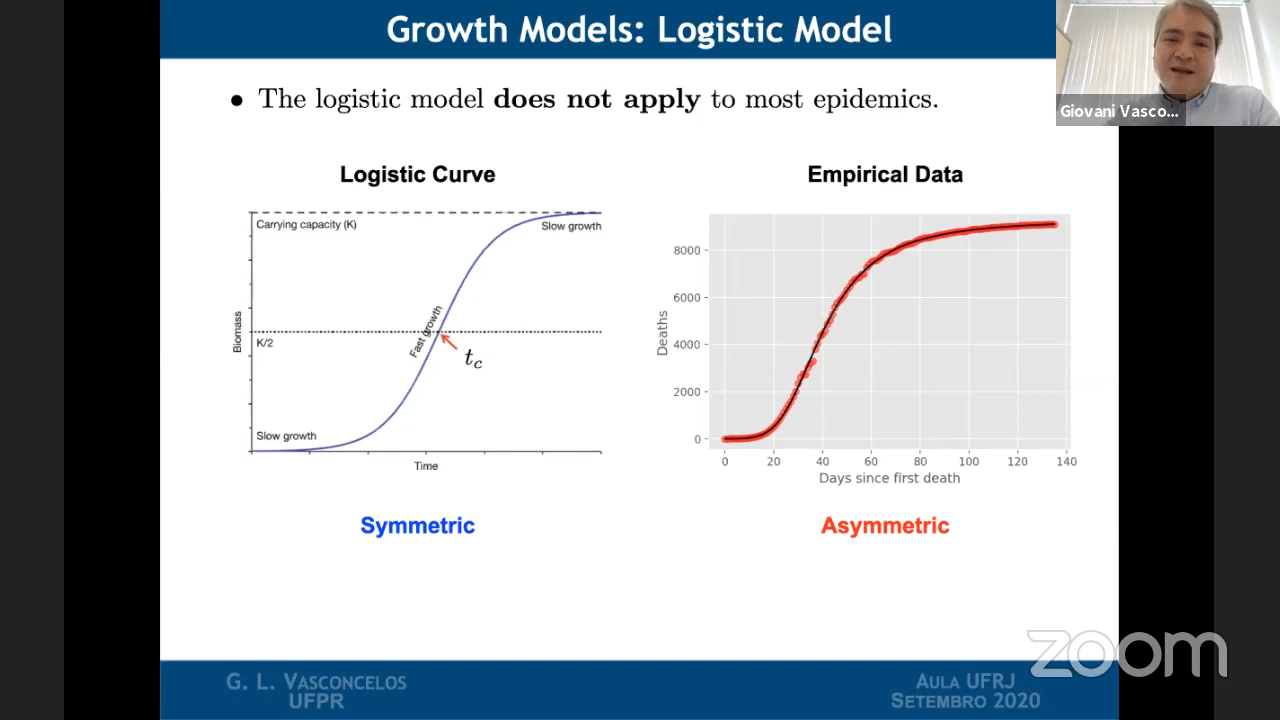 Growth Models: Logistic Model
Giovani Vasco...
• The logistic model does not apply to most epidemics.
Logistic Curve
Carrying capacity (K)
Slow growth
Biomass
K/2
Fast growth
t_c
Slow growth
Time
Symmetric
Empirical Data
Deaths
8000
6000
4000
2000
0
0 20 40 60 80 100 120 140
Days since first death
Asymmetric
zoom
G. L. VASCONCELOS
UFPR
AULA UFRJ
SETEMBRO 2020